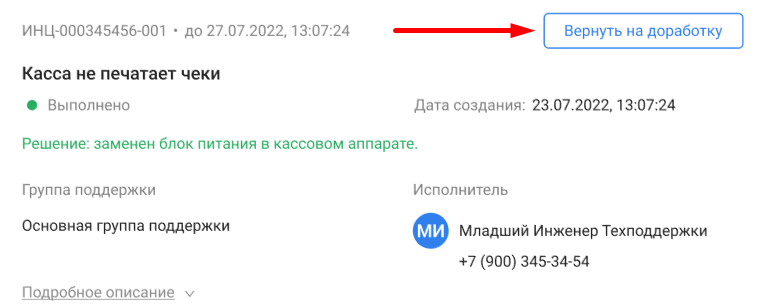 ИНЦ-000345456-001 • до 27.07.2022, 13:07:24 Вернуть на доработку
Касса не печатает чеки
Выполнено Дата создания: 23.07.2022, 13:07:24
Решение: заменен блок питания в кассовом аппарате.
Группа поддержки Исполнитель
Основная группа поддержки МИ Младший Инженер Техподдержки
+7 (900) 345-34-54
Подробное описание